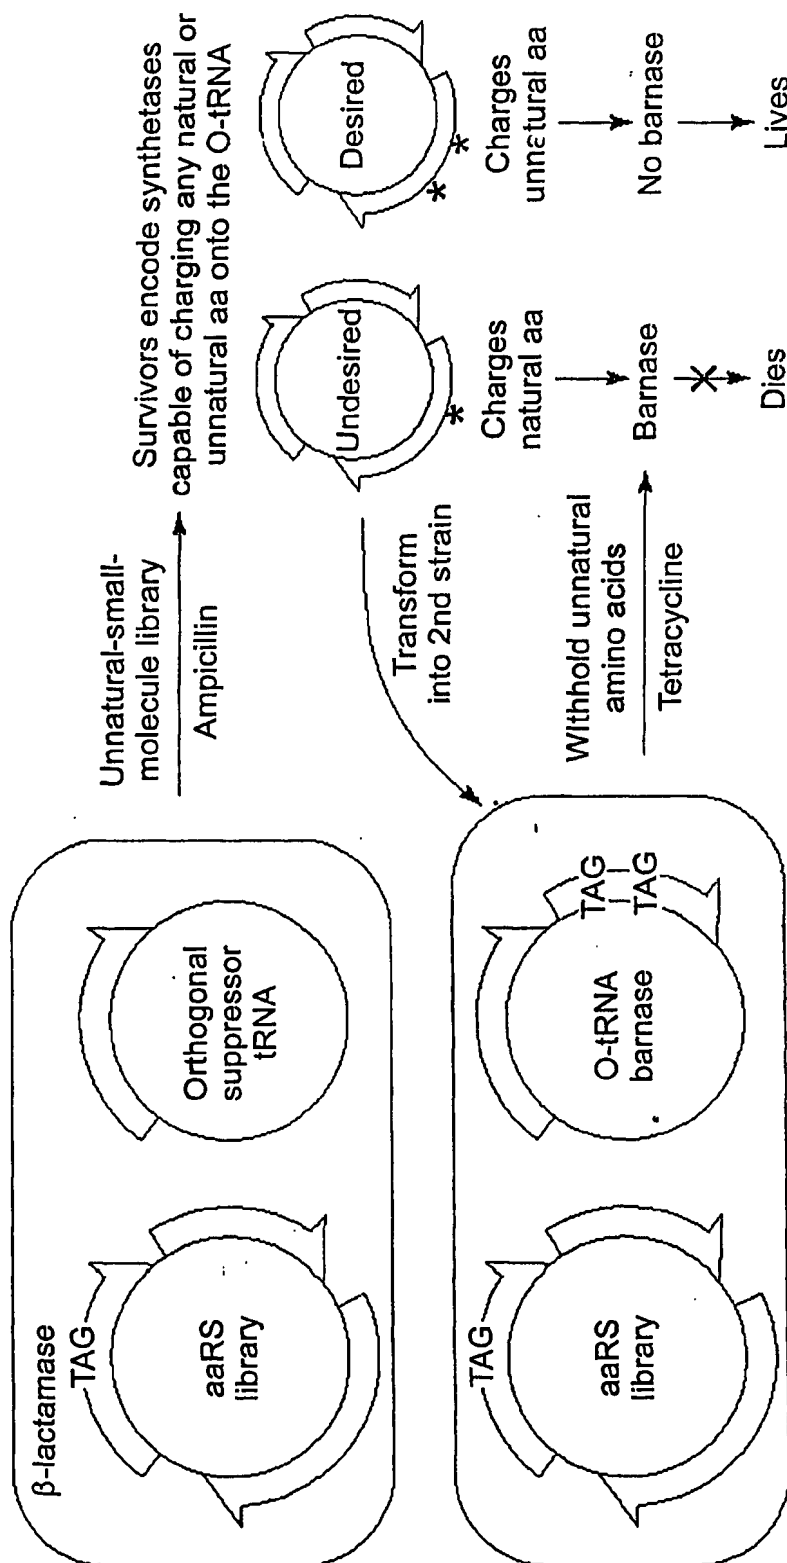 β-lactamase
TAG
aaRS
library
Orthogonal
suppressor
tRNA
Unnatural-small-
molecule library
Ampicillin
Survivors encode synthetases
capable of charging any natural or
unnatural aa onto the O-tRNA
Undesired
*
Desired
*
*
Transform
into 2nd strain
Charges
natural aa
Charges
unnatural aa
TAG
aaRS
library
O-tRNA
barnase
TAG
TAG
Withhold unnatural
amino acids
Tetracycline
Barnase
No barnase
Dies
Lives